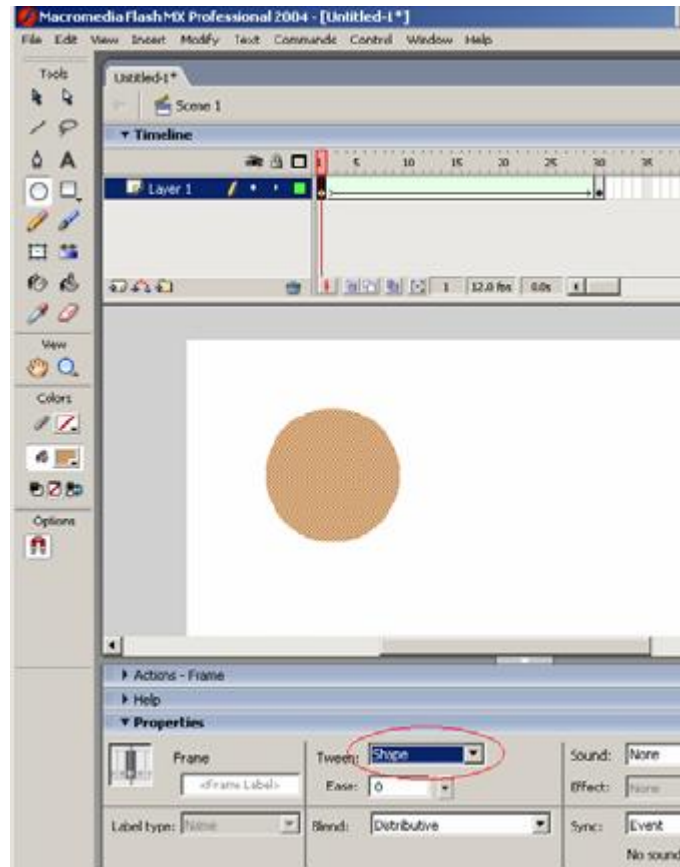 Macromedia Flash MX Professional 2004 - [Untitled-1*]
File Edit View Insert Modify Text Commands Control Window Help
Tools
Untitled-1*
Scene 1
Timeline
1 5 10 15 20 25 30 35
Layer 1
1 12.0 fps 0.0s
View
Colors
Options
Actions - Frame
Help
Properties
Frame Tween: Shape Sound: None
<Frame Label> Ease: 0 Effect: None
Label type: Name Blend: Distributive Sync: Event
No sound